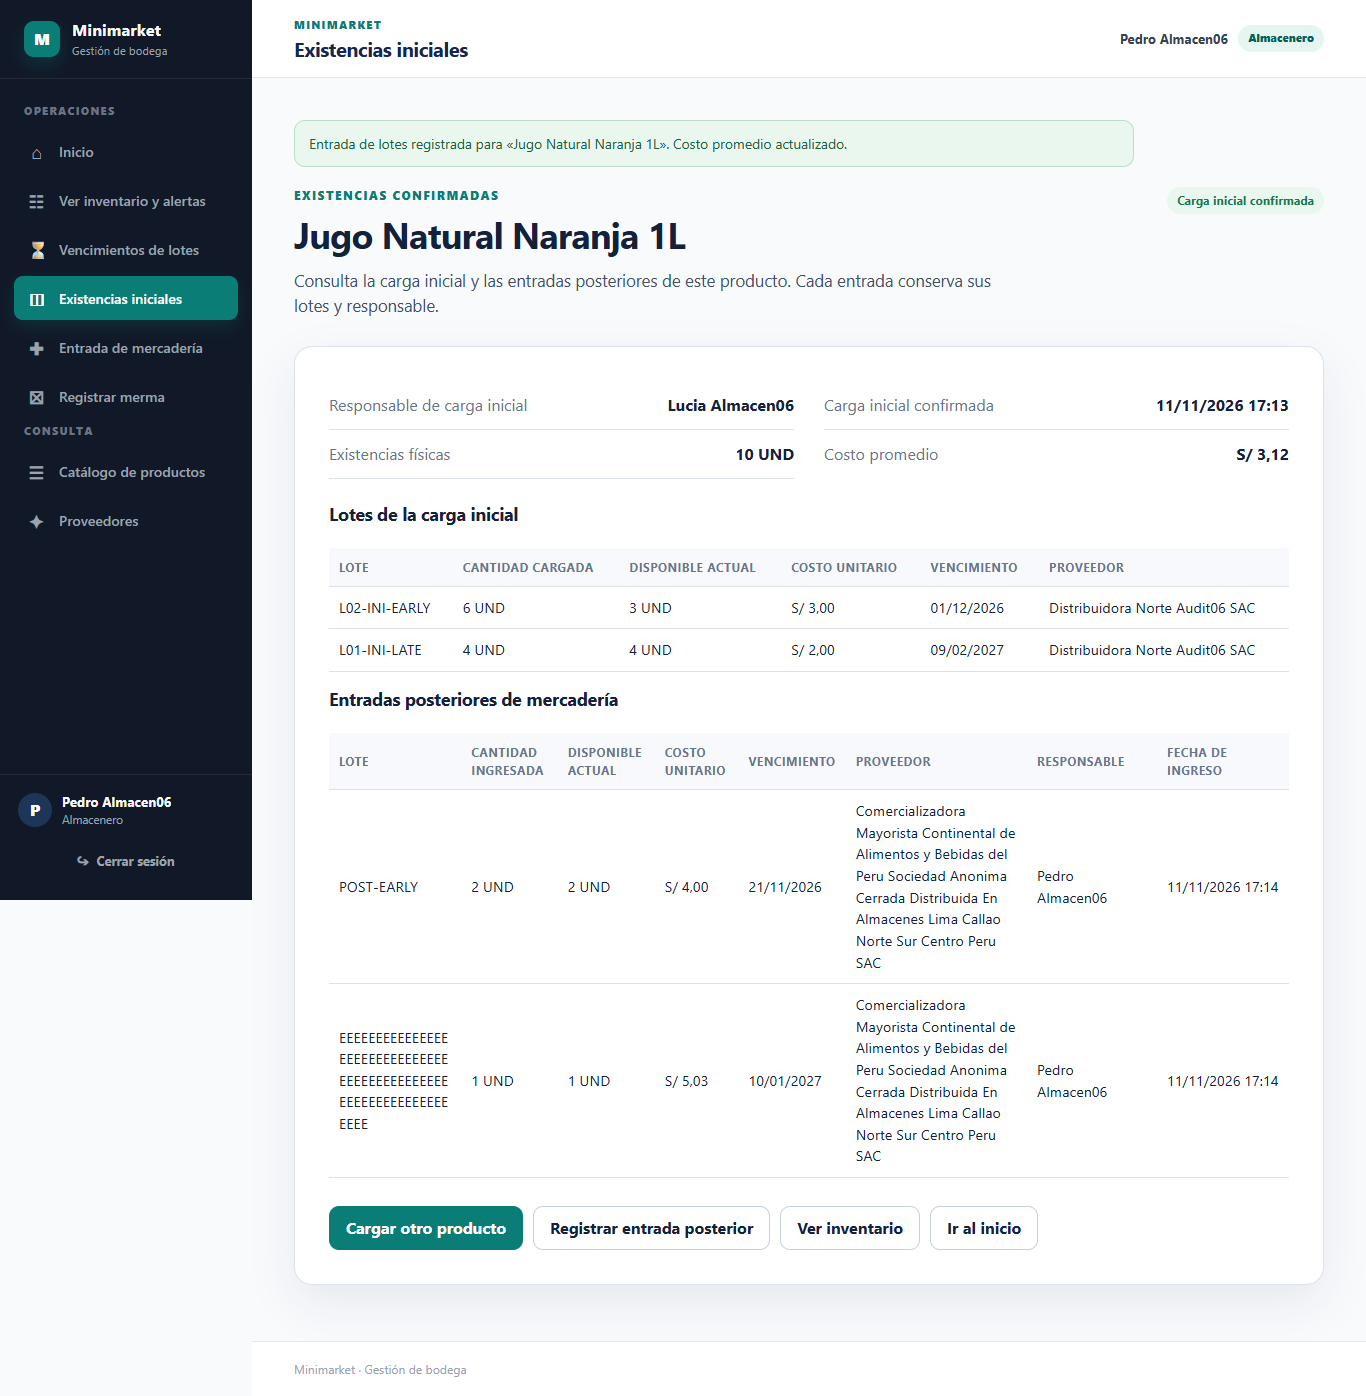 M
Minimarket
Gestión de bodega
OPERACIONES
Inicio
Ver inventario y alertas
Vencimientos de lotes
Existencias iniciales
Entrada de mercadería
Registrar merma
CONSULTA
Catálogo de productos
Proveedores
P
Pedro Almacen06
Almacenero
Cerrar sesión
MINIMARKET
Existencias iniciales
Pedro Almacen06
Almacenero
Entrada de lotes registrada para «Jugo Natural Naranja 1L». Costo promedio actualizado.
EXISTENCIAS CONFIRMADAS
Carga inicial confirmada
Jugo Natural Naranja 1L
Consulta la carga inicial y las entradas posteriores de este producto. Cada entrada conserva sus
lotes y responsable.
Responsable de carga inicial Lucia Almacen06
Carga inicial confirmada 11/11/2026 17:13
Existencias físicas 10 UND
Costo promedio S/ 3,12
Lotes de la carga inicial
LOTE CANTIDAD CARGADA DISPONIBLE ACTUAL COSTO UNITARIO VENCIMIENTO PROVEEDOR
L02-INI-EARLY 6 UND 3 UND S/ 3,00 01/12/2026 Distribuidora Norte Audit06 SAC
L01-INI-LATE 4 UND 4 UND S/ 2,00 09/02/2027 Distribuidora Norte Audit06 SAC
Entradas posteriores de mercadería
LOTE
CANTIDAD
INGRESADA
DISPONIBLE
ACTUAL
COSTO
UNITARIO
VENCIMIENTO
PROVEEDOR
RESPONSABLE
FECHA DE
INGRESO
POST-EARLY
2 UND
2 UND
S/ 4,00
21/11/2026
Comercializadora
Mayorista Continental de
Alimentos y Bebidas del
Peru Sociedad Anonima
Cerrada Distribuida En
Almacenes Lima Callao
Norte Sur Centro Peru
SAC
Pedro
Almacen06
11/11/2026 17:14
EEEEEEEEEEEEEEE
EEEEEEEEEEEEEEE
EEEEEEEEEEEEEEE
EEEEEEEEEEEEEEE
EEEE
1 UND
1 UND
S/ 5,03
10/01/2027
Comercializadora
Mayorista Continental de
Alimentos y Bebidas del
Peru Sociedad Anonima
Cerrada Distribuida En
Almacenes Lima Callao
Norte Sur Centro Peru
SAC
Pedro
Almacen06
11/11/2026 17:14
Cargar otro producto
Registrar entrada posterior
Ver inventario
Ir al inicio
Minimarket · Gestión de bodega